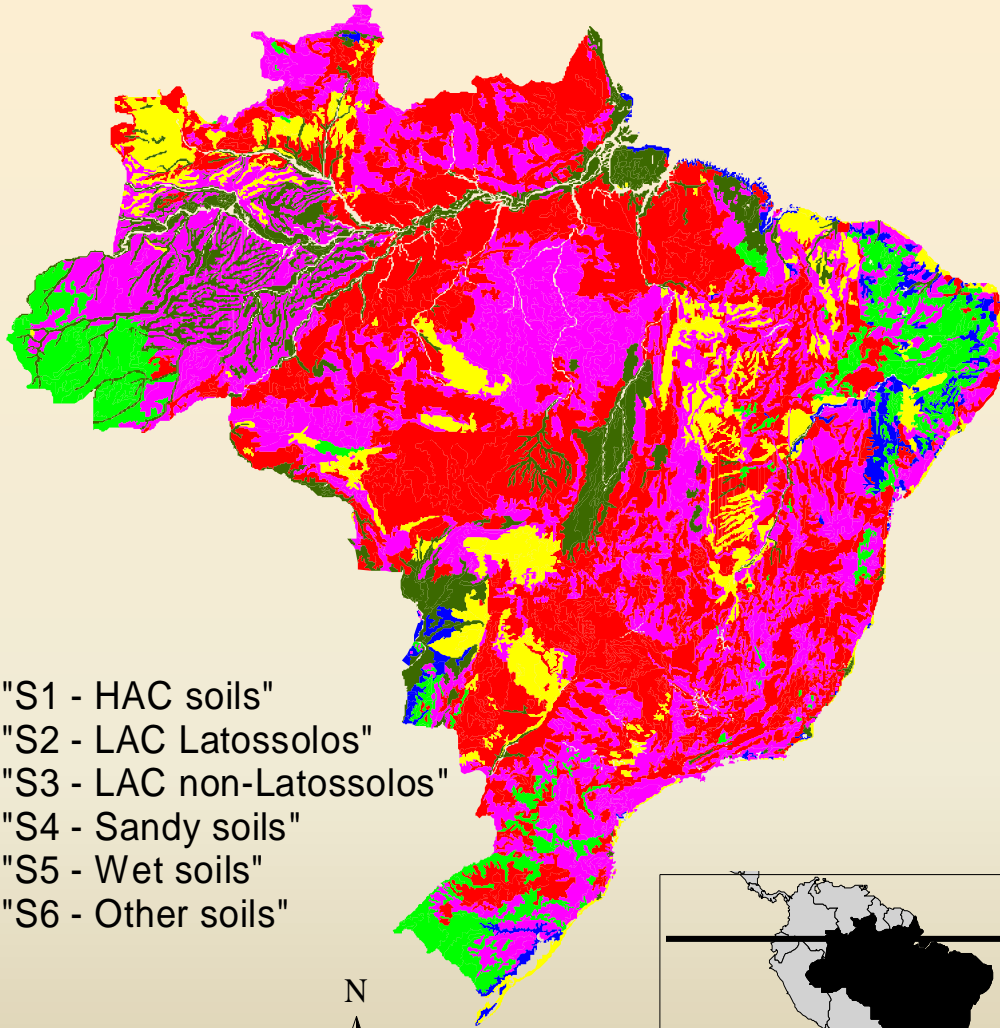 "S1 - HAC soils"
"S2 - LAC Latossolos"
"S3 - LAC non-Latossolos"
"S4 - Sandy soils"
"S5 - Wet soils"
"S6 - Other soils"
N